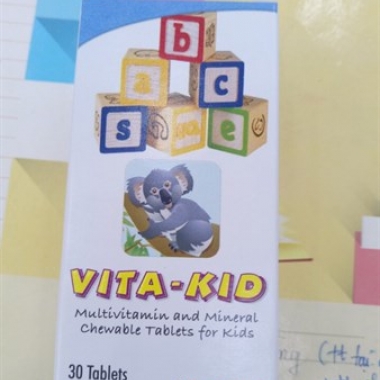 b
a c
s e
VITA-KID
Multivitamin and Mineral
Chewable Tablets for Kids
30 Tablets